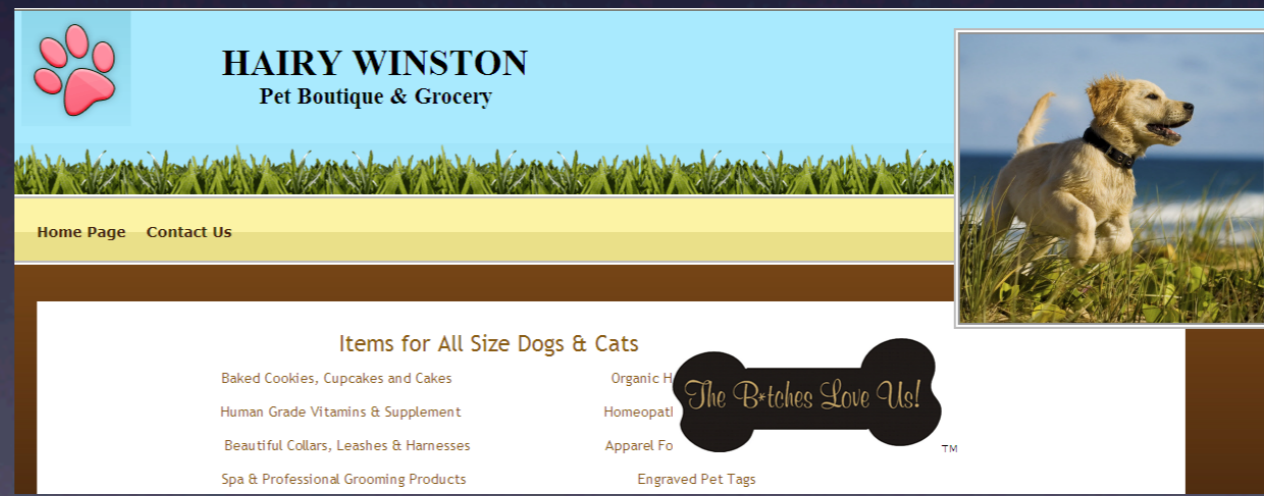 HAIRY WINSTON
Pet Boutique & Grocery
Home Page Contact Us
Items for All Size Dogs & Cats
Baked Cookies, Cupcakes and Cakes Organic H
Human Grade Vitamins & Supplement Homeopath
Beautiful Collars, Leashes & Harnesses Apparel Fo
Spa & Professional Grooming Products Engraved Pet Tags
The B*tches Love Us!
TM